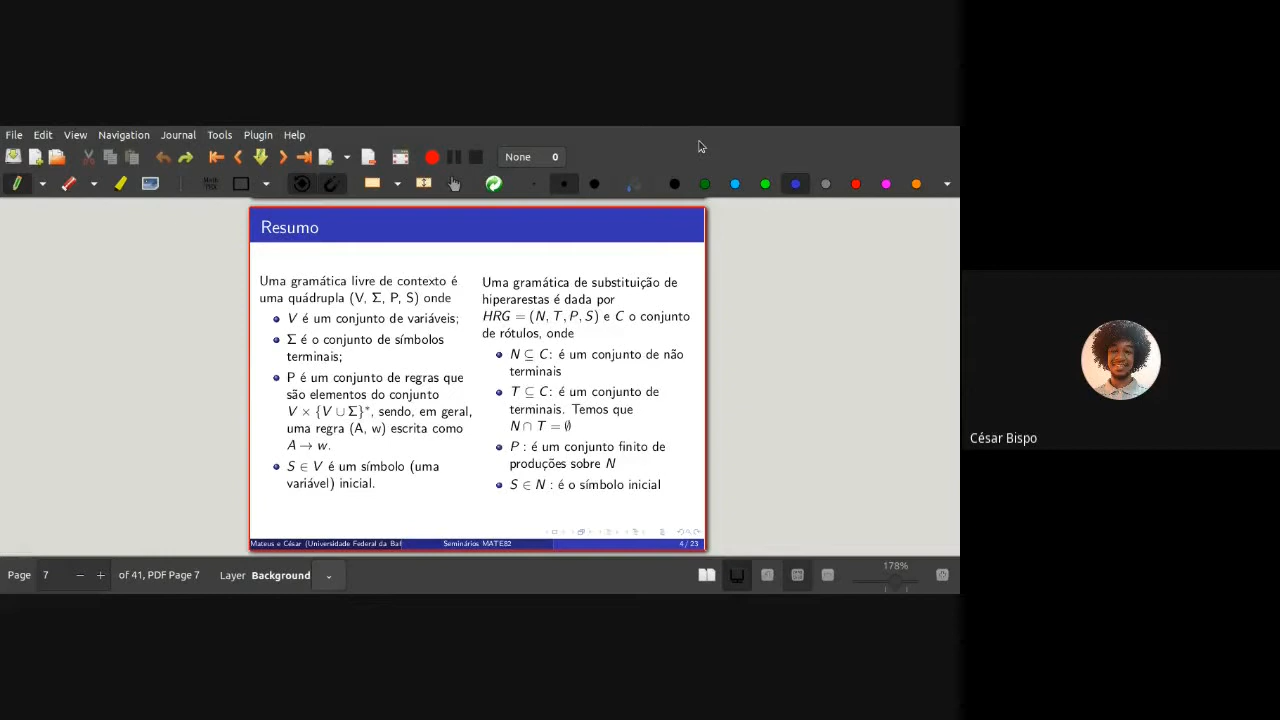 File Edit View Navigation Journal Tools Plugin Help
None 0
Resumo
Uma gramática livre de contexto é
uma quádrupla (V, Σ, P, S) onde
V é um conjunto de variáveis;
Σ é o conjunto de símbolos
terminais;
P é um conjunto de regras que
são elementos do conjunto
V × {V ∪ Σ}*, sendo, em geral,
uma regra (A, w) escrita como
A → w.
S ∈ V é um símbolo (uma
variável) inicial.
Uma gramática de substituição de
hiperarestas é dada por
HRG = (N, T, P, S) e C o conjunto
de rótulos, onde
N ⊆ C: é um conjunto de não
terminais
T ⊆ C: é um conjunto de
terminais. Temos que
N ∩ T = ∅
P : é um conjunto finito de
produções sobre N
S ∈ N : é o símbolo inicial
Mateus e César (Universidade Federal da Bah Seminários MATE82 4 / 23
Page 7 of 41, PDF Page 7 Layer Background 178%
César Bispo